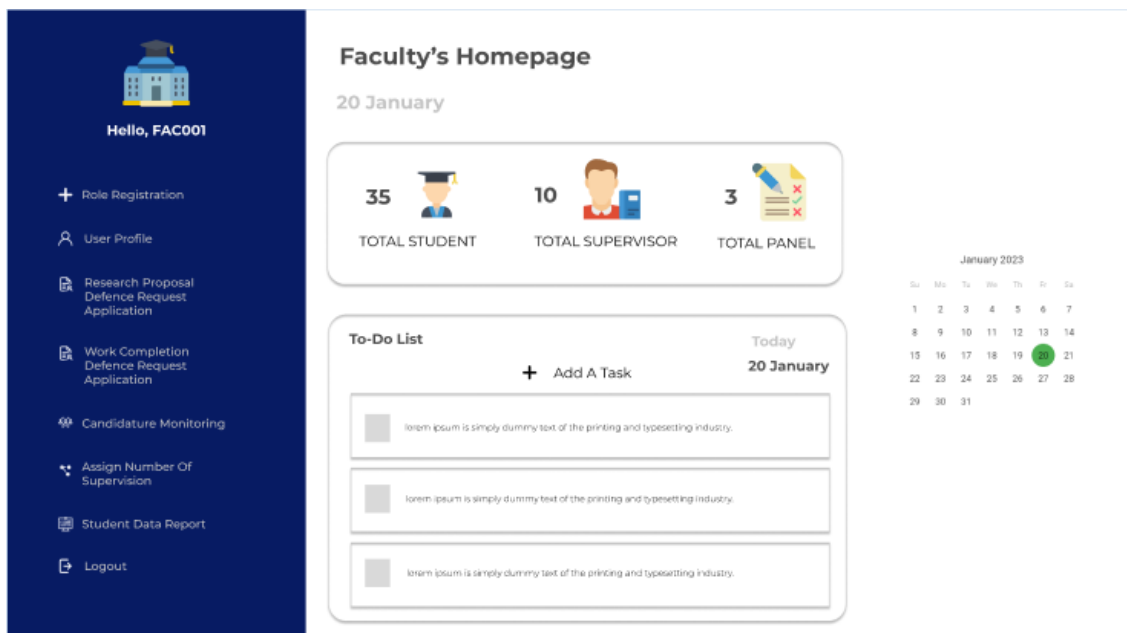 Hello, FAC001
Role Registration
User Profile
Research Proposal
Defence Request
Application
Work Completion
Defence Request
Application
Candidature Monitoring
Assign Number Of
Supervision
Student Data Report
Logout
Faculty's Homepage
20 January
35
TOTAL STUDENT
10
TOTAL SUPERVISOR
3
TOTAL PANEL
To-Do List
Today
20 January
+ Add A Task
lorem ipsum is simply dummy text of the printing and typesetting industry.
lorem ipsum is simply dummy text of the printing and typesetting industry.
lorem ipsum is simply dummy text of the printing and typesetting industry.
January 2023
Su Mo Tu We Th Fr Sa
1 2 3 4 5 6 7
8 9 10 11 12 13 14
15 16 17 18 19 20 21
22 23 24 25 26 27 28
29 30 31